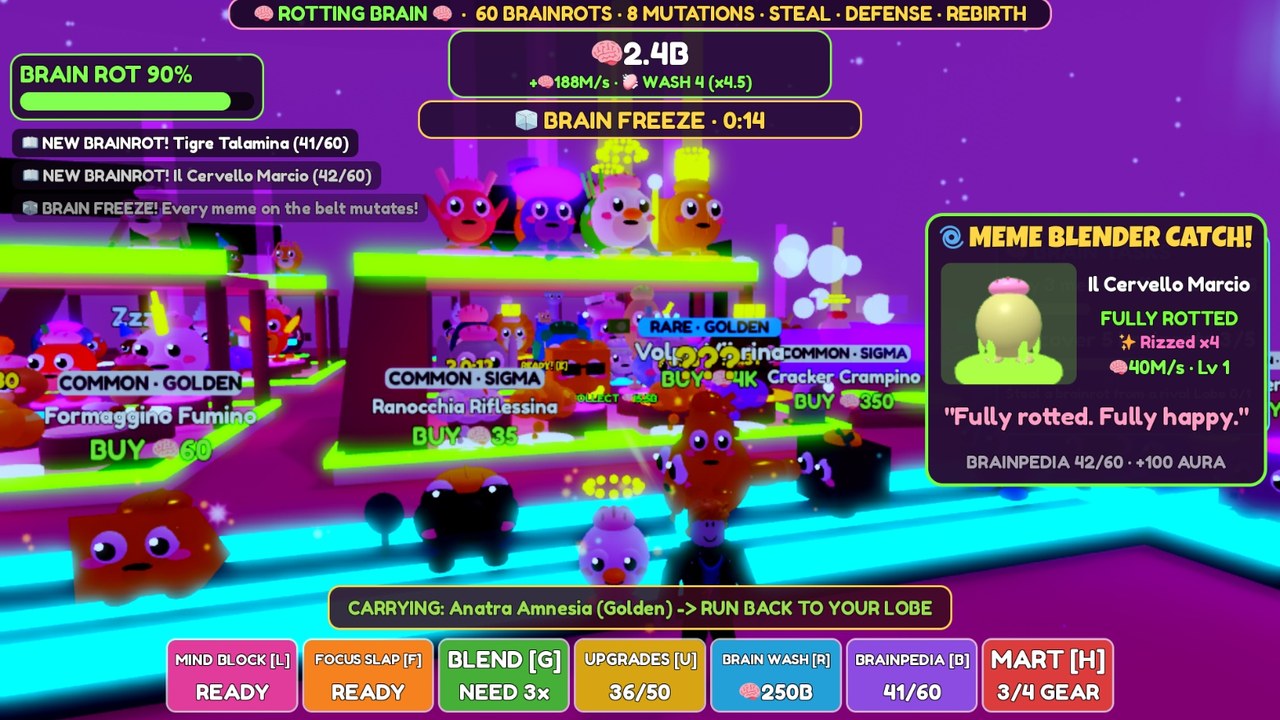 🧠 ROTTING BRAIN 🧠 · 60 BRAINROTS · 8 MUTATIONS · STEAL · DEFENSE · REBIRTH
🧠2.4B
+🧠188M/s · 🧼 WASH 4 (x4.5)
🧊 BRAIN FREEZE · 0:14
BRAIN ROT 90%
📖 NEW BRAINROT! Tigre Talamina (41/60)
📖 NEW BRAINROT! Il Cervello Marcio (42/60)
🧊 BRAIN FREEZE! Every meme on the belt mutates!
🌀 MEME BLENDER CATCH!
Il Cervello Marcio
FULLY ROTTED
✨ Rizzed x4
🧠40M/s · Lv 1
"Fully rotted. Fully happy."
BRAINPEDIA 42/60 · +100 AURA
Zzz
COMMON · GOLDEN
Formaggino Fumino
BUY 🧠60
COMMON · SIGMA
Ranocchia Riflessina
BUY 🧠35
RARE · GOLDEN
???
BUY 🧠4K
COMMON · SIGMA
Cracker Crampino
BUY 🧠350
CARRYING: Anatra Amnesia (Golden) -> RUN BACK TO YOUR LOBE
MIND BLOCK [L]
READY
FOCUS SLAP [F]
READY
BLEND [G]
NEED 3x
UPGRADES [U]
36/50
BRAIN WASH [R]
🧠250B
BRAINPEDIA [B]
41/60
MART [H]
3/4 GEAR